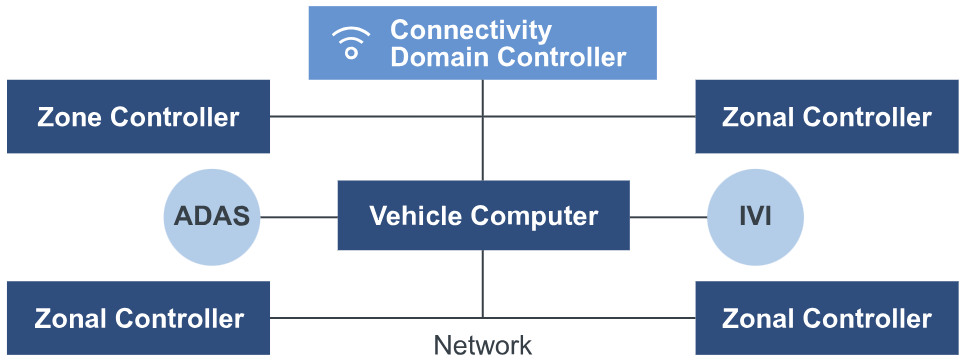 Connectivity
Domain Controller
Zone Controller
Zonal Controller
ADAS
Vehicle Computer
IVI
Zonal Controller
Zonal Controller
Network